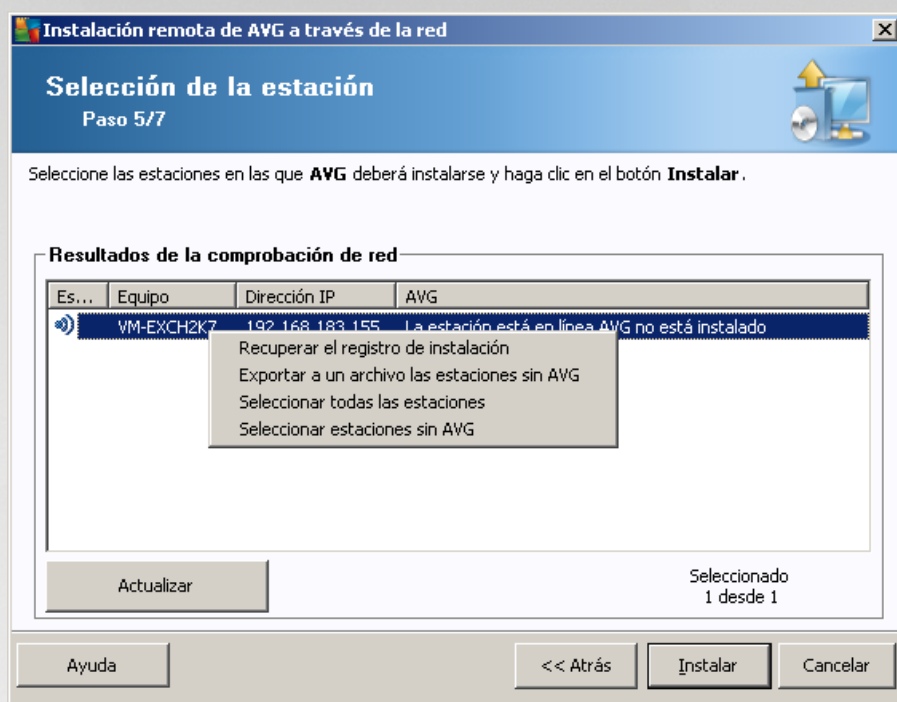 Instalación remota de AVG a través de la red
Selección de la estación
Paso 5/7
Seleccione las estaciones en las que AVG deberá instalarse y haga clic en el botón Instalar.
Resultados de la comprobación de red
Es... Equipo Dirección IP AVG
VM-EXCH2K7 192.168.183.155 La estación está en línea AVG no está instalado
Recuperar el registro de instalación
Exportar a un archivo las estaciones sin AVG
Seleccionar todas las estaciones
Seleccionar estaciones sin AVG
Actualizar
Seleccionado
1 desde 1
Ayuda << Atrás Instalar Cancelar